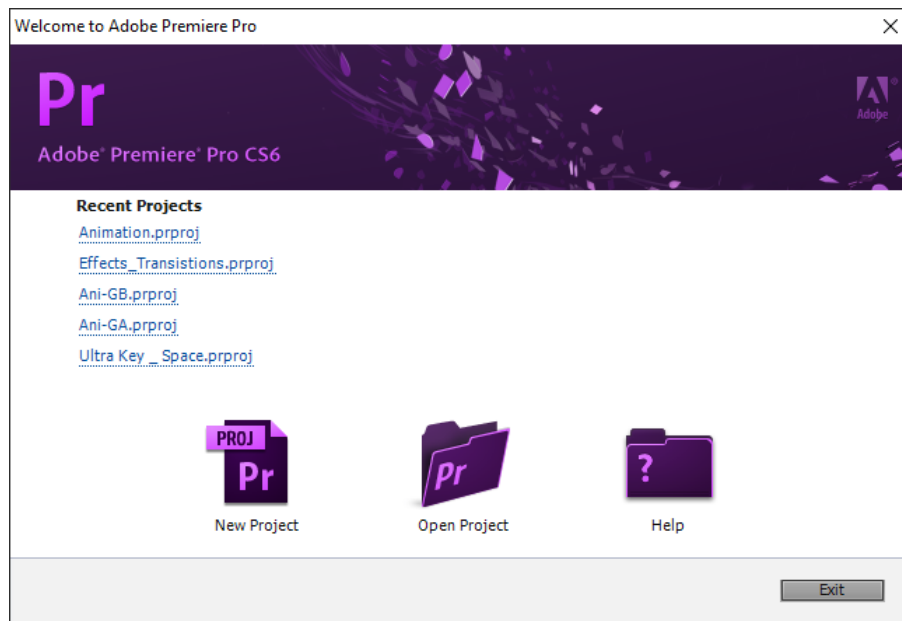 Welcome to Adobe Premiere Pro
Pr
Adobe
Adobe® Premiere® Pro CS6
Recent Projects
Animation.prproj
Effects_Transistions.prproj
Ani-GB.prproj
Ani-GA.prproj
Ultra Key _ Space.prproj
PROJ
Pr
Pr
?
New Project
Open Project
Help
Exit